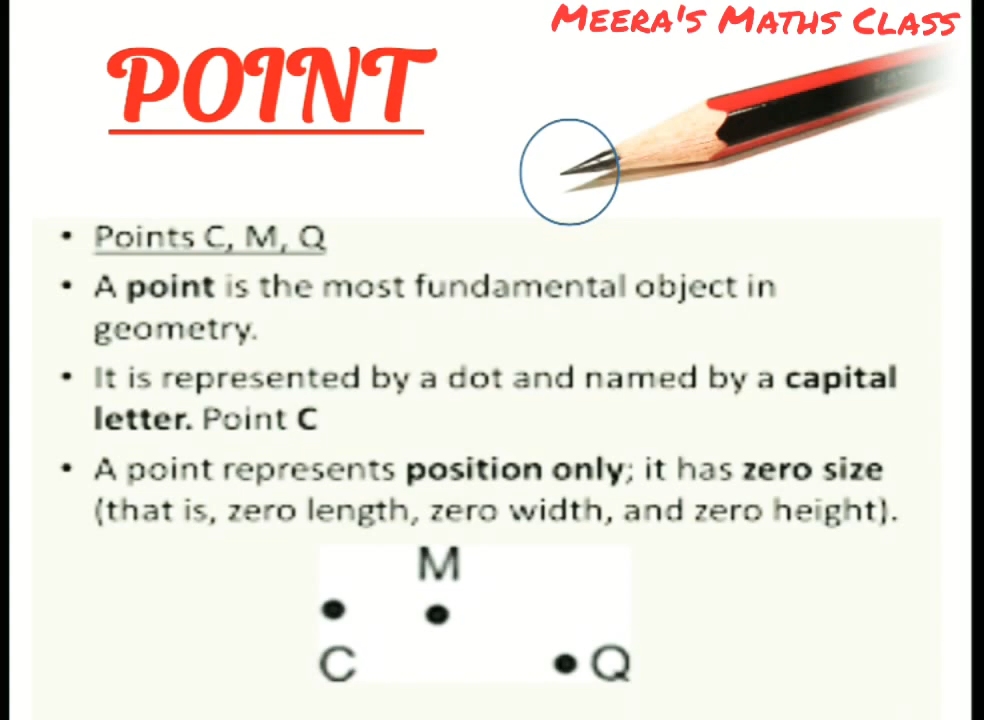 MEERA'S MATHS CLASS
POINT
• Points C, M, Q
• A point is the most fundamental object in
geometry.
• It is represented by a dot and named by a capital
letter. Point C
• A point represents position only; it has zero size
(that is, zero length, zero width, and zero height).
M
C
Q